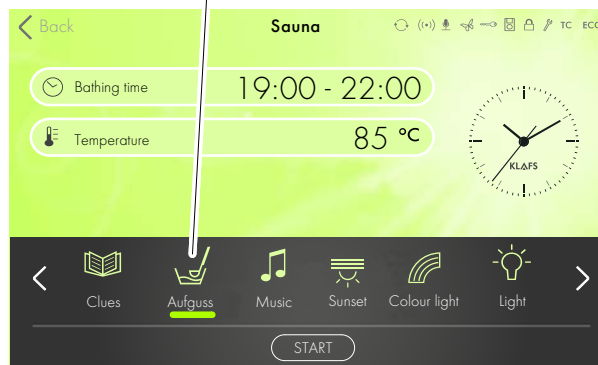 Back Sauna TC ECO
Bathing time 19:00 - 22:00
Temperature 85 °C
KLAFS
Clues Aufguss Music Sunset Colour light Light
START